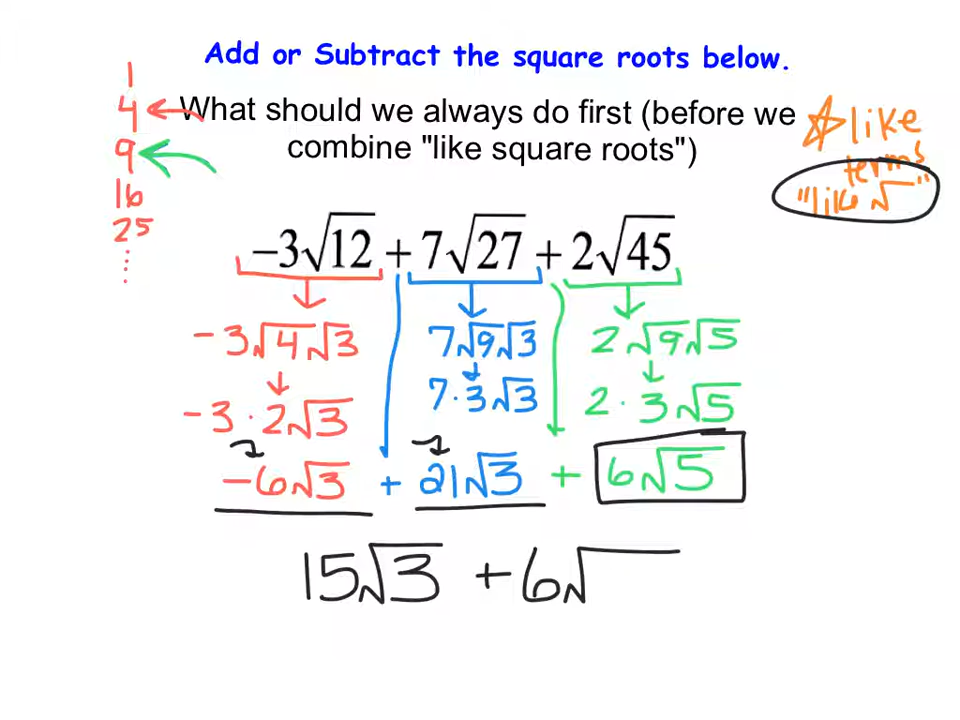 Add or Subtract the square roots below.
What should we always do first (before we
combine "like square roots")
1
4
9
16
25
⋮
☆ like
terms
"like √"
-3√12 + 7√27 + 2√45
-3√4√3 7√9√3 2√9√5
-3·2√3 7·3√3 2·3√5
-6√3 + 21√3 + 6√5
15√3 + 6√